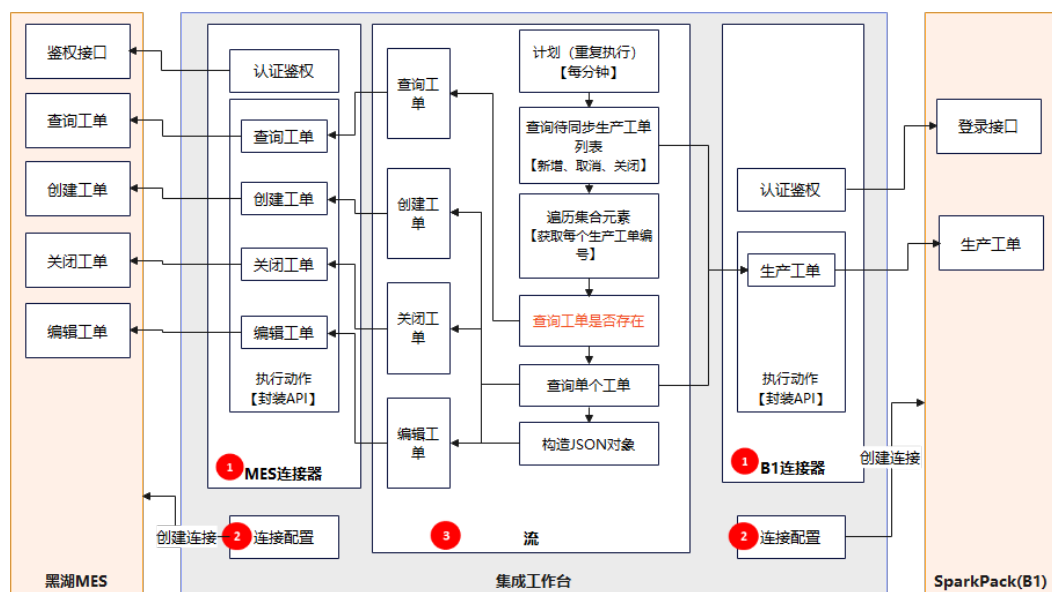 鉴权接口
查询工单
创建工单
关闭工单
编辑工单
黑湖MES
认证鉴权
查询工单
创建工单
关闭工单
编辑工单
执行动作
【封装API】
1
MES连接器
创建连接
2
连接配置
查询工
单
创建工
单
关闭工
单
编辑工
单
计划（重复执行）
【每分钟】
查询待同步生产工单
列表
【新增、取消、关闭】
遍历集合元素
【获取每个生产工单编
号】
查询工单是否存在
查询单个工单
构造JSON对象
3
流
集成工作台
认证鉴权
生产工单
执行动作
【封装API】
1
B1连接器
2
连接配置
创建连接
登录接口
生产工单
SparkPack(B1)